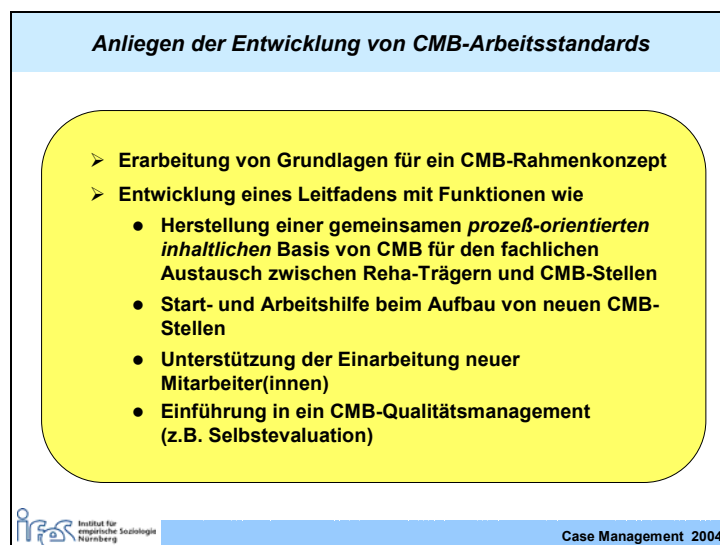 Anliegen der Entwicklung von CMB-Arbeitsstandards
➢ Erarbeitung von Grundlagen für ein CMB-Rahmenkonzept
➢ Entwicklung eines Leitfadens mit Funktionen wie
● Herstellung einer gemeinsamen prozeß-orientierten
inhaltlichen Basis von CMB für den fachlichen
Austausch zwischen Reha-Trägern und CMB-Stellen
● Start- und Arbeitshilfe beim Aufbau von neuen CMB-
Stellen
● Unterstützung der Einarbeitung neuer
Mitarbeiter(innen)
● Einführung in ein CMB-Qualitätsmanagement
(z.B. Selbstevaluation)
ifes
Institut für
empirische Soziologie
Nürnberg
Case Management 2004